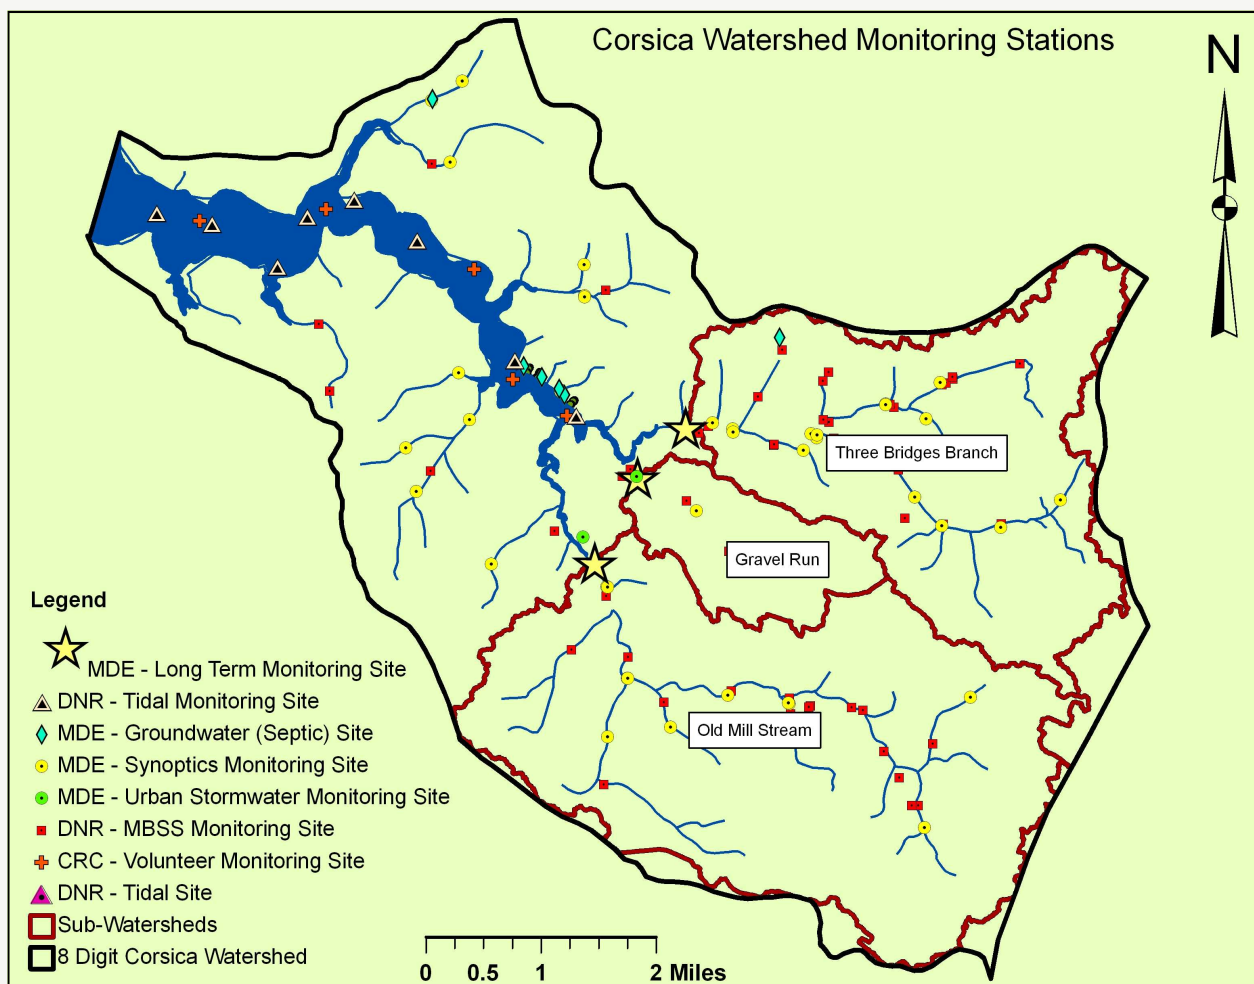 Corsica Watershed Monitoring Stations
N
Three Bridges Branch
Gravel Run
Old Mill Stream
Legend
MDE - Long Term Monitoring Site
DNR - Tidal Monitoring Site
MDE - Groundwater (Septic) Site
MDE - Synoptics Monitoring Site
MDE - Urban Stormwater Monitoring Site
DNR - MBSS Monitoring Site
CRC - Volunteer Monitoring Site
DNR - Tidal Site
Sub-Watersheds
8 Digit Corsica Watershed
0 0.5 1 2 Miles